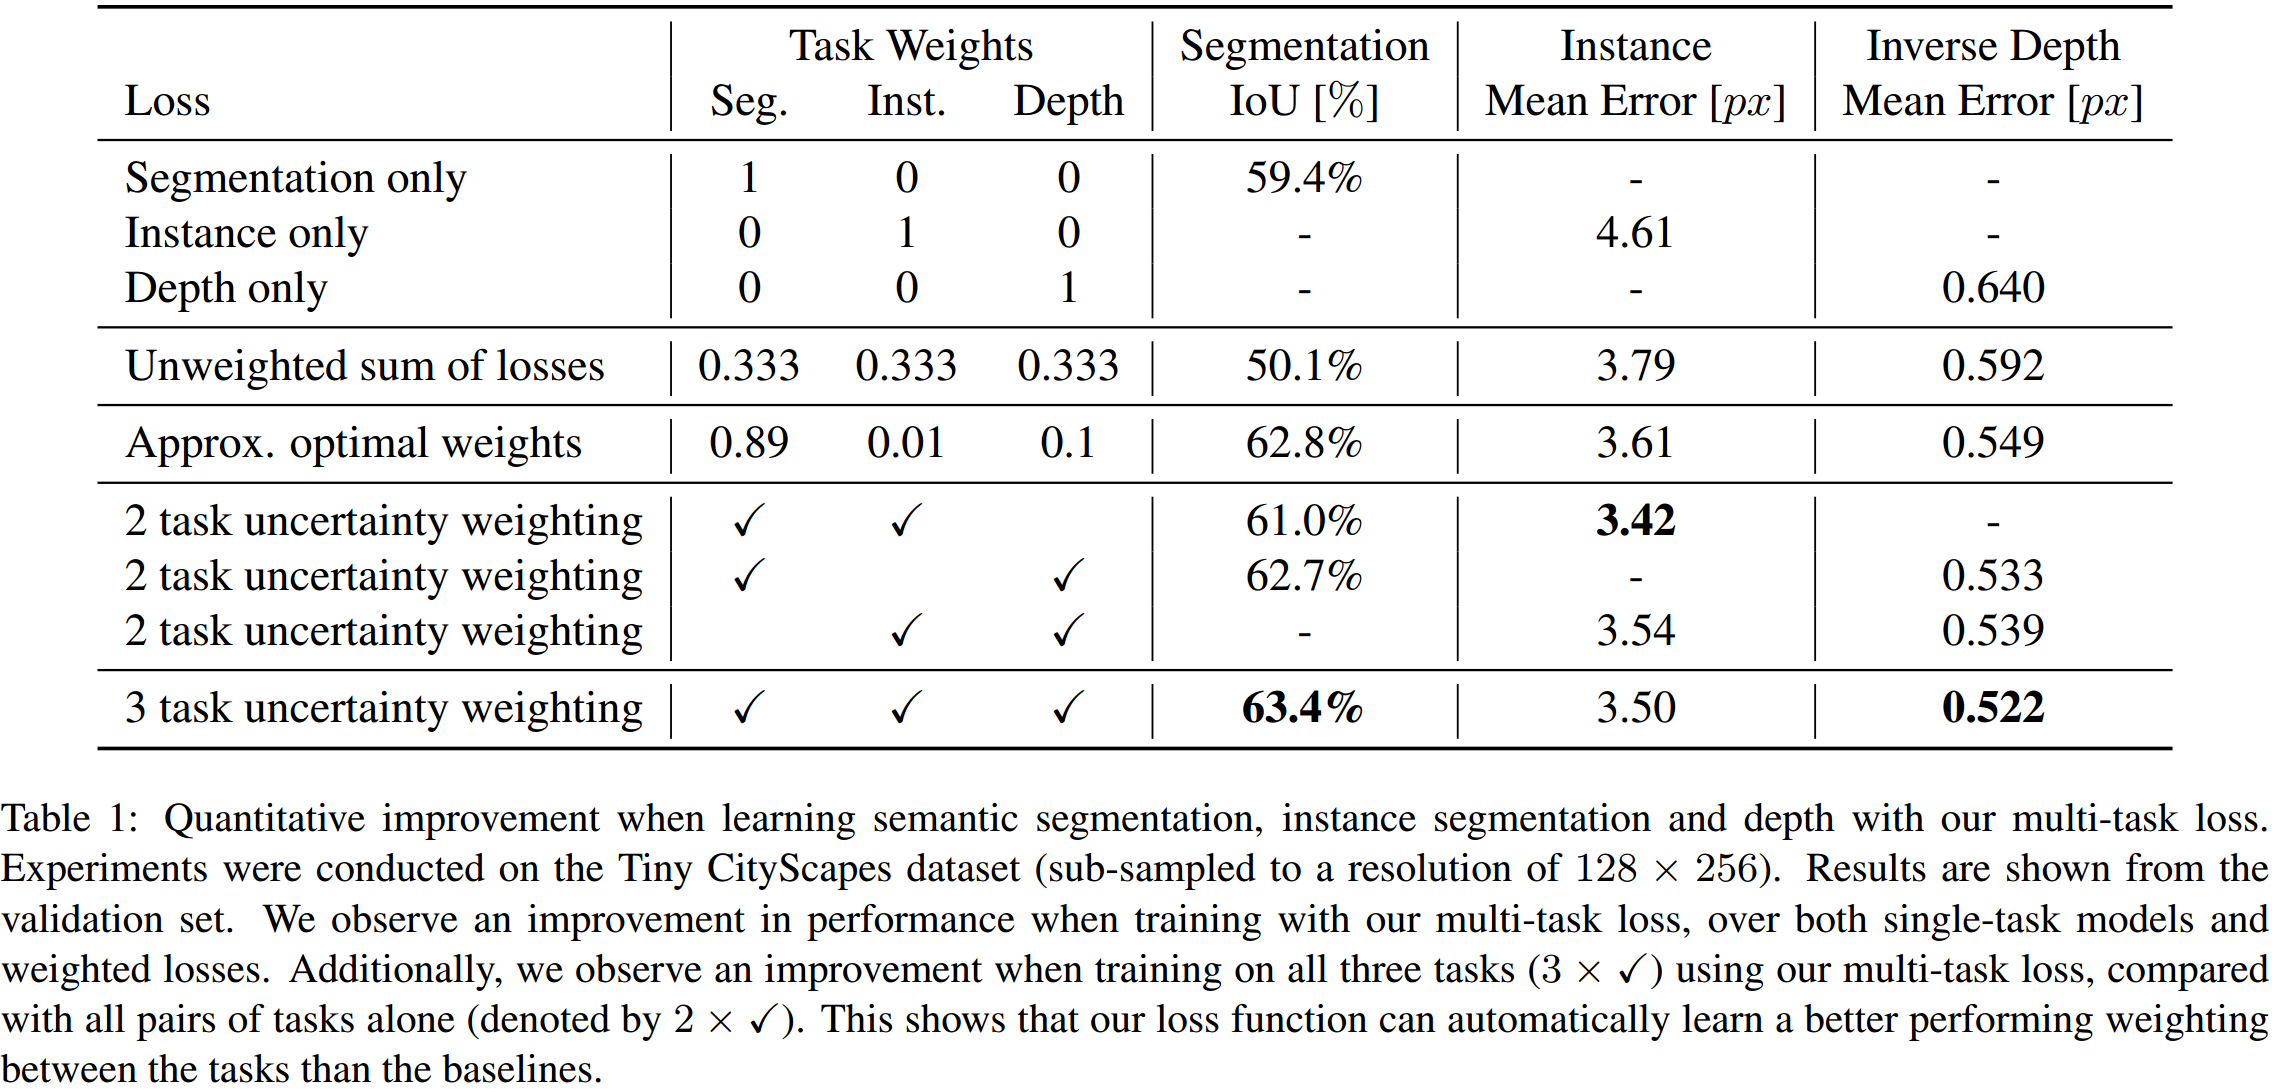 Task Weights Segmentation Instance Inverse Depth
Loss Seg. Inst. Depth IoU [%] Mean Error [px] Mean Error [px]
Segmentation only 1 0 0 59.4% - -
Instance only 0 1 0 - 4.61 -
Depth only 0 0 1 - - 0.640
Unweighted sum of losses 0.333 0.333 0.333 50.1% 3.79 0.592
Approx. optimal weights 0.89 0.01 0.1 62.8% 3.61 0.549
2 task uncertainty weighting ✓ ✓ 61.0% 3.42 -
2 task uncertainty weighting ✓ ✓ 62.7% - 0.533
2 task uncertainty weighting ✓ ✓ - 3.54 0.539
3 task uncertainty weighting ✓ ✓ ✓ 63.4% 3.50 0.522
Table 1: Quantitative improvement when learning semantic segmentation, instance segmentation and depth with our multi-task loss.
Experiments were conducted on the Tiny CityScapes dataset (sub-sampled to a resolution of 128 × 256). Results are shown from the
validation set. We observe an improvement in performance when training with our multi-task loss, over both single-task models and
weighted losses. Additionally, we observe an improvement when training on all three tasks (3 × ✓) using our multi-task loss, compared
with all pairs of tasks alone (denoted by 2 × ✓). This shows that our loss function can automatically learn a better performing weighting
between the tasks than the baselines.